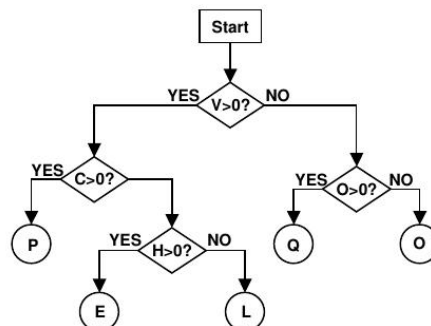 Start
YES V>0? NO
YES C>0?
YES O>0? NO
P
YES H>0? NO
Q
O
E
L